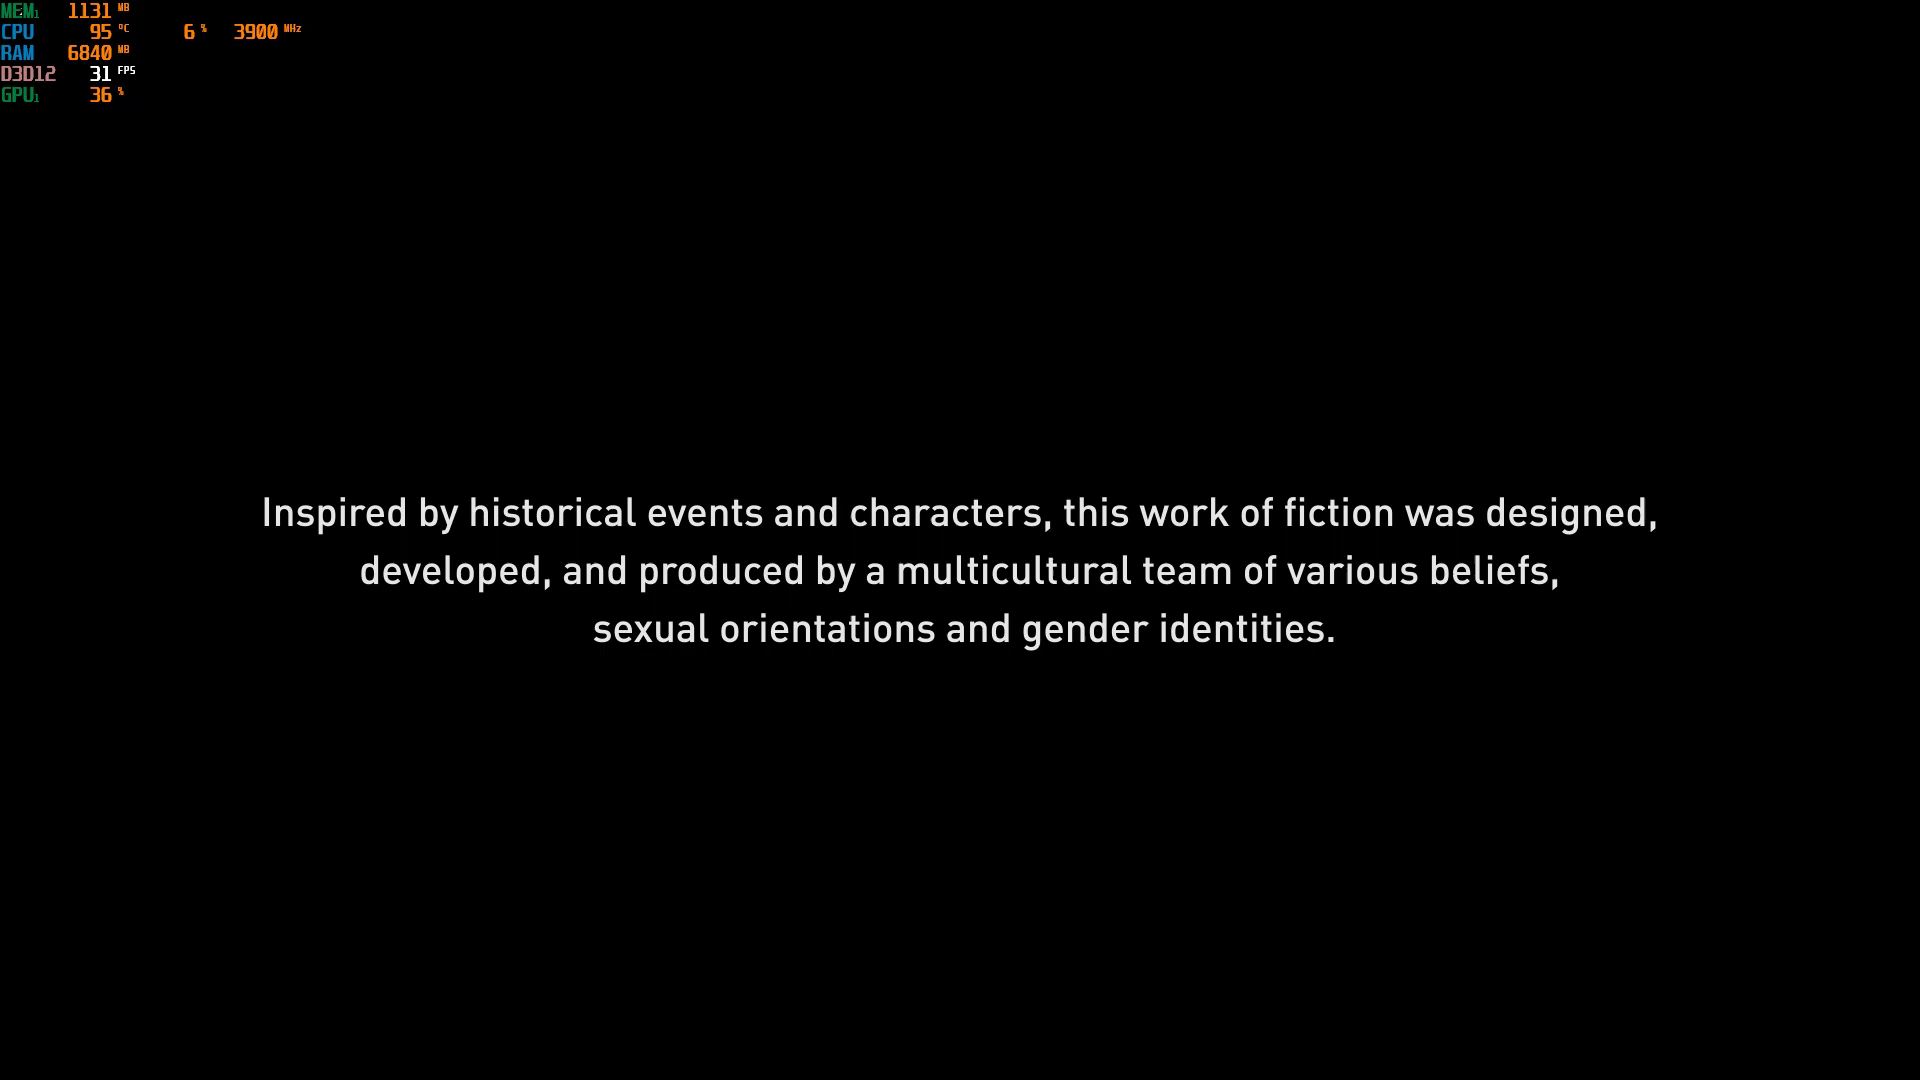 MEM1 1131 MB
CPU 95 °C 6 % 3900 MHz
RAM 6840 MB
D3D12 31 FPS
GPU1 36 %
Inspired by historical events and characters, this work of fiction was designed,
developed, and produced by a multicultural team of various beliefs,
sexual orientations and gender identities.